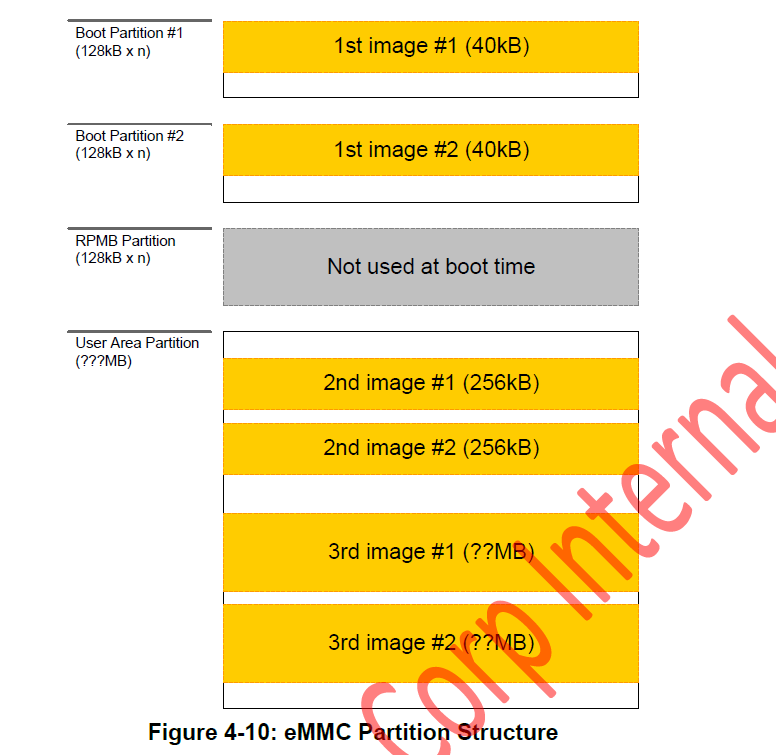 Boot Partition #1
(128kB x n)
1st image #1 (40kB)
Boot Partition #2
(128kB x n)
1st image #2 (40kB)
RPMB Partition
(128kB x n)
Not used at boot time
User Area Partition
(???MB)
2nd image #1 (256kB)
2nd image #2 (256kB)
3rd image #1 (??MB)
3rd image #2 (??MB)
Corp Internal
Figure 4-10: eMMC Partition Structure